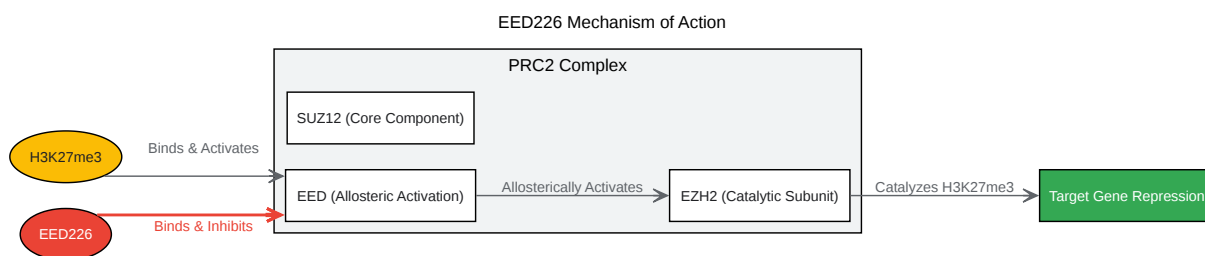 EED226 Mechanism of Action
PRC2 Complex
SUZ12 (Core Component)
H3K27me3
Binds & Activates
EED (Allosteric Activation)
Allosterically Activates
EZH2 (Catalytic Subunit)
Catalyzes H3K27me3
Target Gene Repression
EED226
Binds & Inhibits